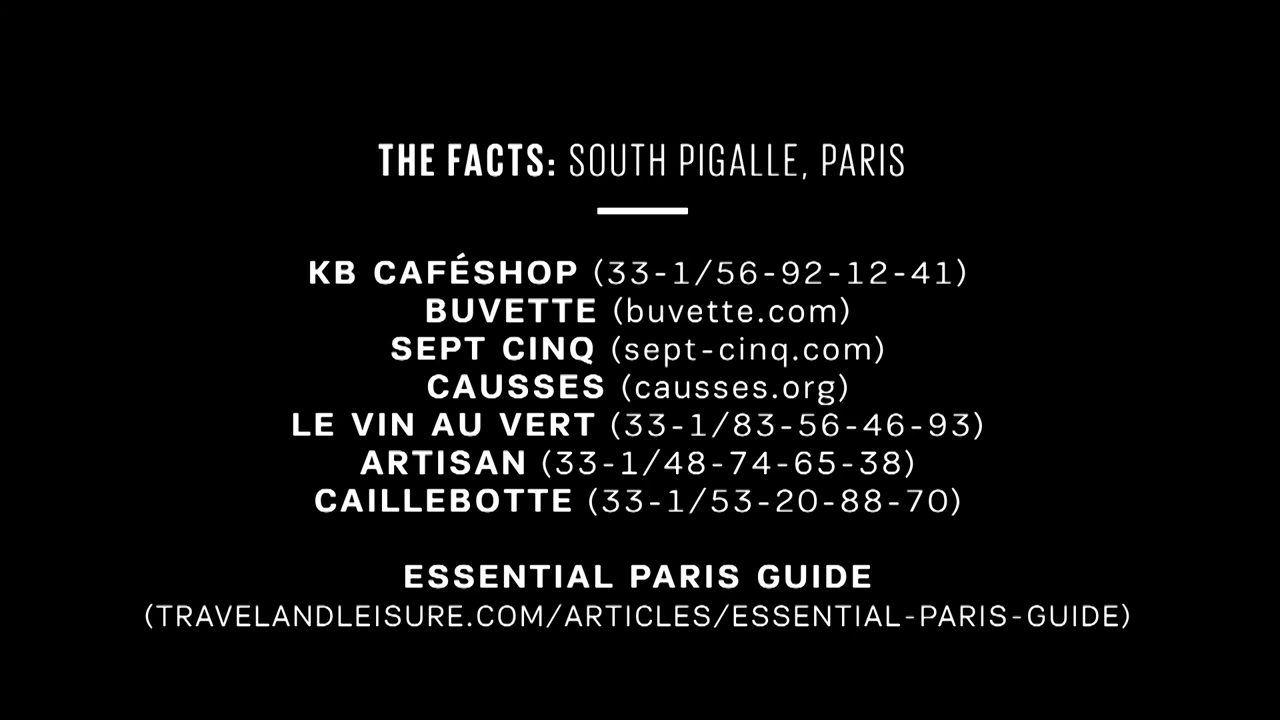 THE FACTS: SOUTH PIGALLE, PARIS
KB CAFÉSHOP (33-1/56-92-12-41)
BUVETTE (buvette.com)
SEPT CINQ (sept-cinq.com)
CAUSSES (causses.org)
LE VIN AU VERT (33-1/83-56-46-93)
ARTISAN (33-1/48-74-65-38)
CAILLEBOTTE (33-1/53-20-88-70)
ESSENTIAL PARIS GUIDE
(TRAVELANDLEISURE.COM/ARTICLES/ESSENTIAL-PARIS-GUIDE)